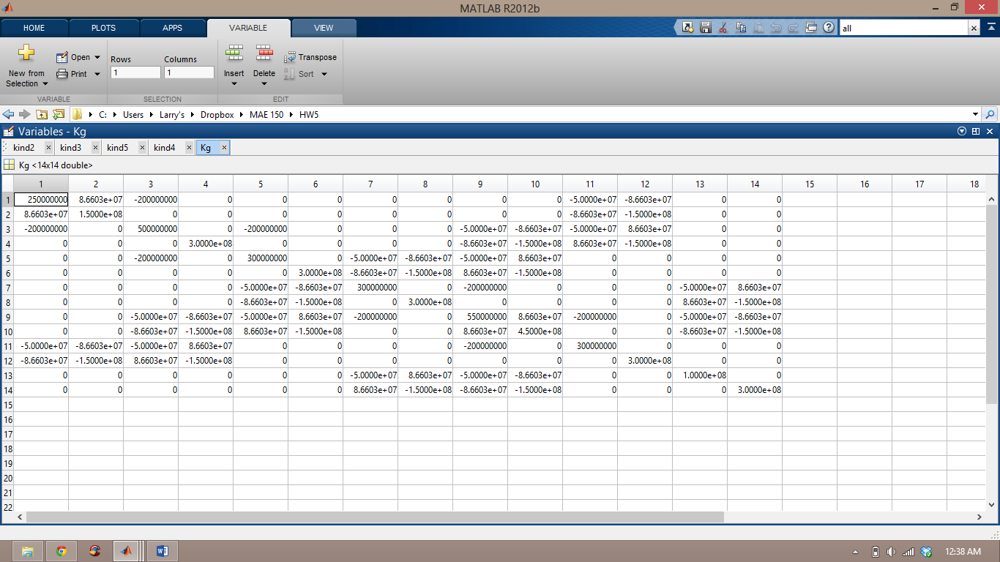 MATLAB R2012b
HOME PLOTS APPS VARIABLE VIEW all
New from Selection Open Print Rows Columns 1 1 Insert Delete Transpose Sort
VARIABLE SELECTION EDIT
C: Users Larry's Dropbox MAE 150 HW5
Variables - Kg
kind2 kind3 kind5 kind4 Kg
Kg <14x14 double>
1 2 3 4 5 6 7 8 9 10 11 12 13 14 15 16 17 18
1 250000000 8.6603e+07 -200000000 0 0 0 0 0 0 0 -5.0000e+07 -8.6603e+07 0 0
2 8.6603e+07 1.5000e+08 0 0 0 0 0 0 0 0 -8.6603e+07 -1.5000e+08 0 0
3 -200000000 0 500000000 0 -200000000 0 0 0 -5.0000e+07 -8.6603e+07 -5.0000e+07 8.6603e+07 0 0
4 0 0 0 3.0000e+08 0 0 0 0 -8.6603e+07 -1.5000e+08 8.6603e+07 -1.5000e+08 0 0
5 0 0 -200000000 0 300000000 0 -5.0000e+07 -8.6603e+07 -5.0000e+07 8.6603e+07 0 0 0 0
6 0 0 0 0 0 3.0000e+08 -8.6603e+07 -1.5000e+08 8.6603e+07 -1.5000e+08 0 0 0 0
7 0 0 0 0 -5.0000e+07 -8.6603e+07 300000000 0 -200000000 0 0 0 -5.0000e+07 8.6603e+07
8 0 0 0 0 -8.6603e+07 -1.5000e+08 0 3.0000e+08 0 0 0 0 8.6603e+07 -1.5000e+08
9 0 0 -5.0000e+07 -8.6603e+07 -5.0000e+07 8.6603e+07 -200000000 0 550000000 8.6603e+07 -200000000 0 -5.0000e+07 -8.6603e+07
10 0 0 -8.6603e+07 -1.5000e+08 8.6603e+07 -1.5000e+08 0 0 8.6603e+07 4.5000e+08 0 0 -8.6603e+07 -1.5000e+08
11 -5.0000e+07 -8.6603e+07 -5.0000e+07 8.6603e+07 0 0 0 0 -200000000 0 300000000 0 0 0
12 -8.6603e+07 -1.5000e+08 8.6603e+07 -1.5000e+08 0 0 0 0 0 0 0 3.0000e+08 0 0
13 0 0 0 0 0 0 -5.0000e+07 8.6603e+07 -5.0000e+07 -8.6603e+07 0 0 1.0000e+08 0
14 0 0 0 0 0 0 8.6603e+07 -1.5000e+08 -8.6603e+07 -1.5000e+08 0 0 0 3.0000e+08
15
16
17
18
19
20
21
22
12:38 AM